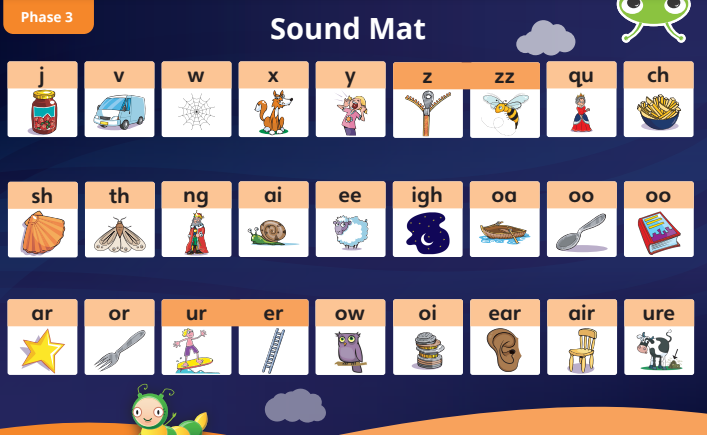 Phase 3
Sound Mat
j v w x y z zz qu ch
sh th ng ai ee igh oa oo oo
ar or ur er ow oi ear air ure